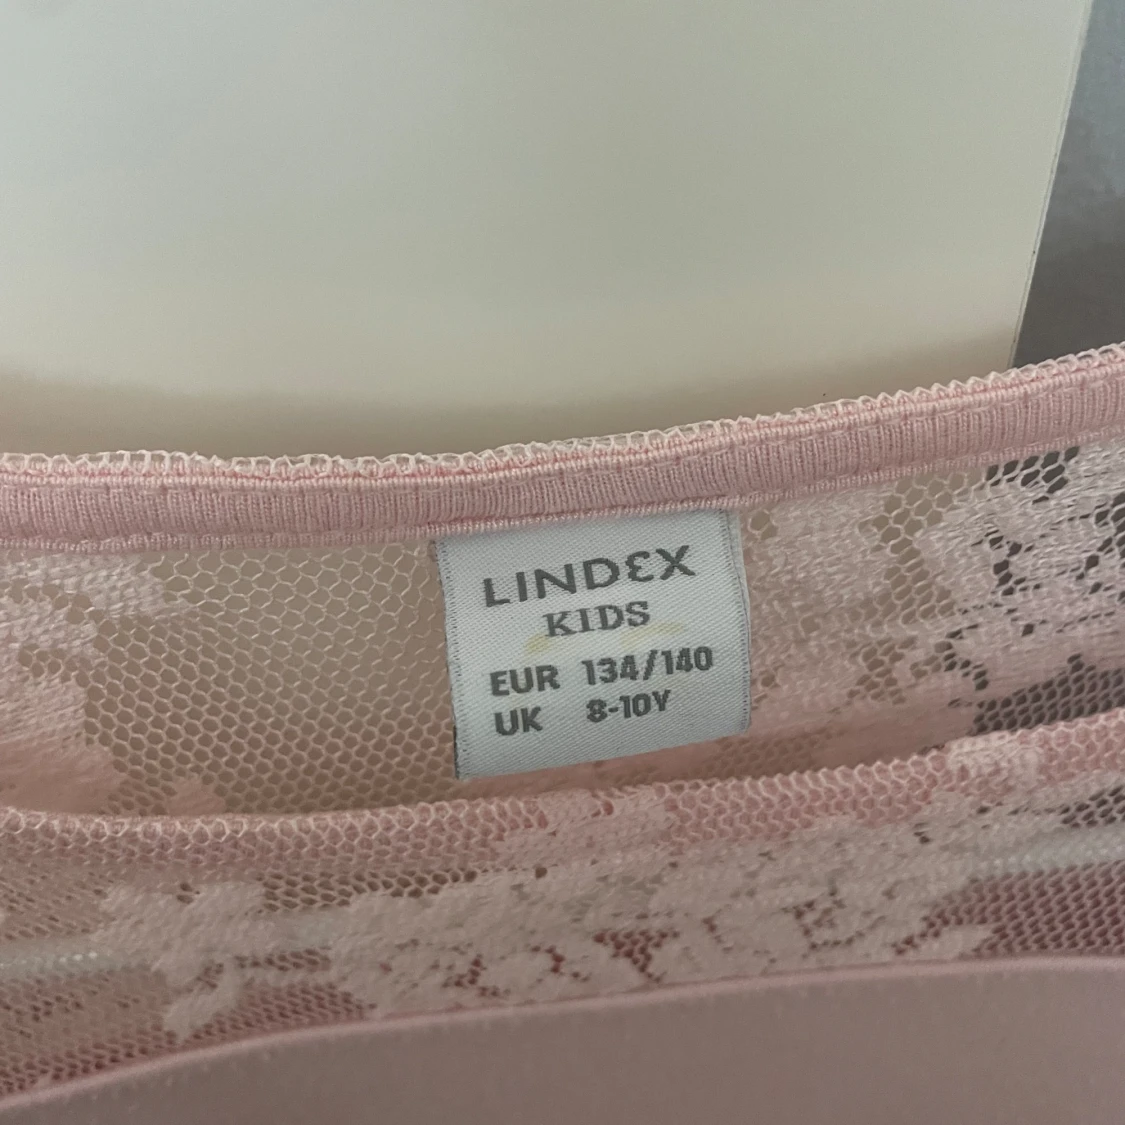 LINDEX
KIDS
EUR 134/140
UK 8-10Y